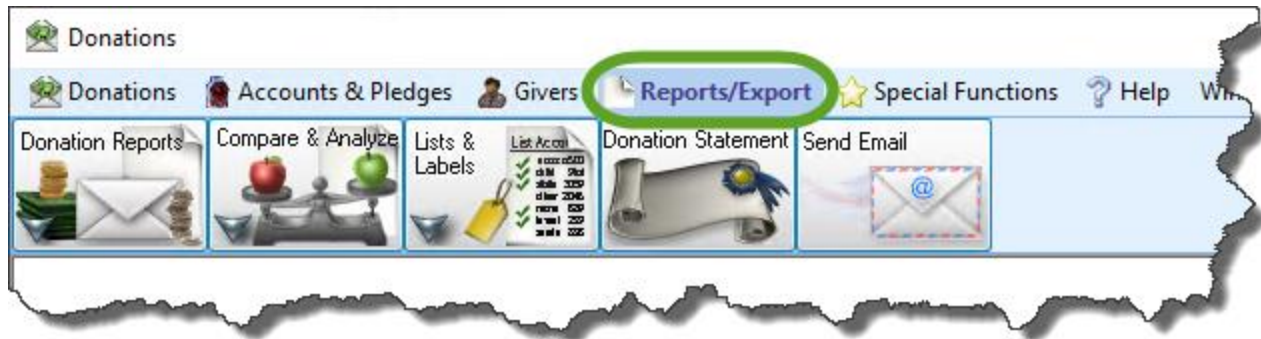 Donations
Donations Accounts & Pledges Givers Reports/Export Special Functions Help
Donation Reports Compare & Analyze Lists & Labels Donation Statement Send Email
@